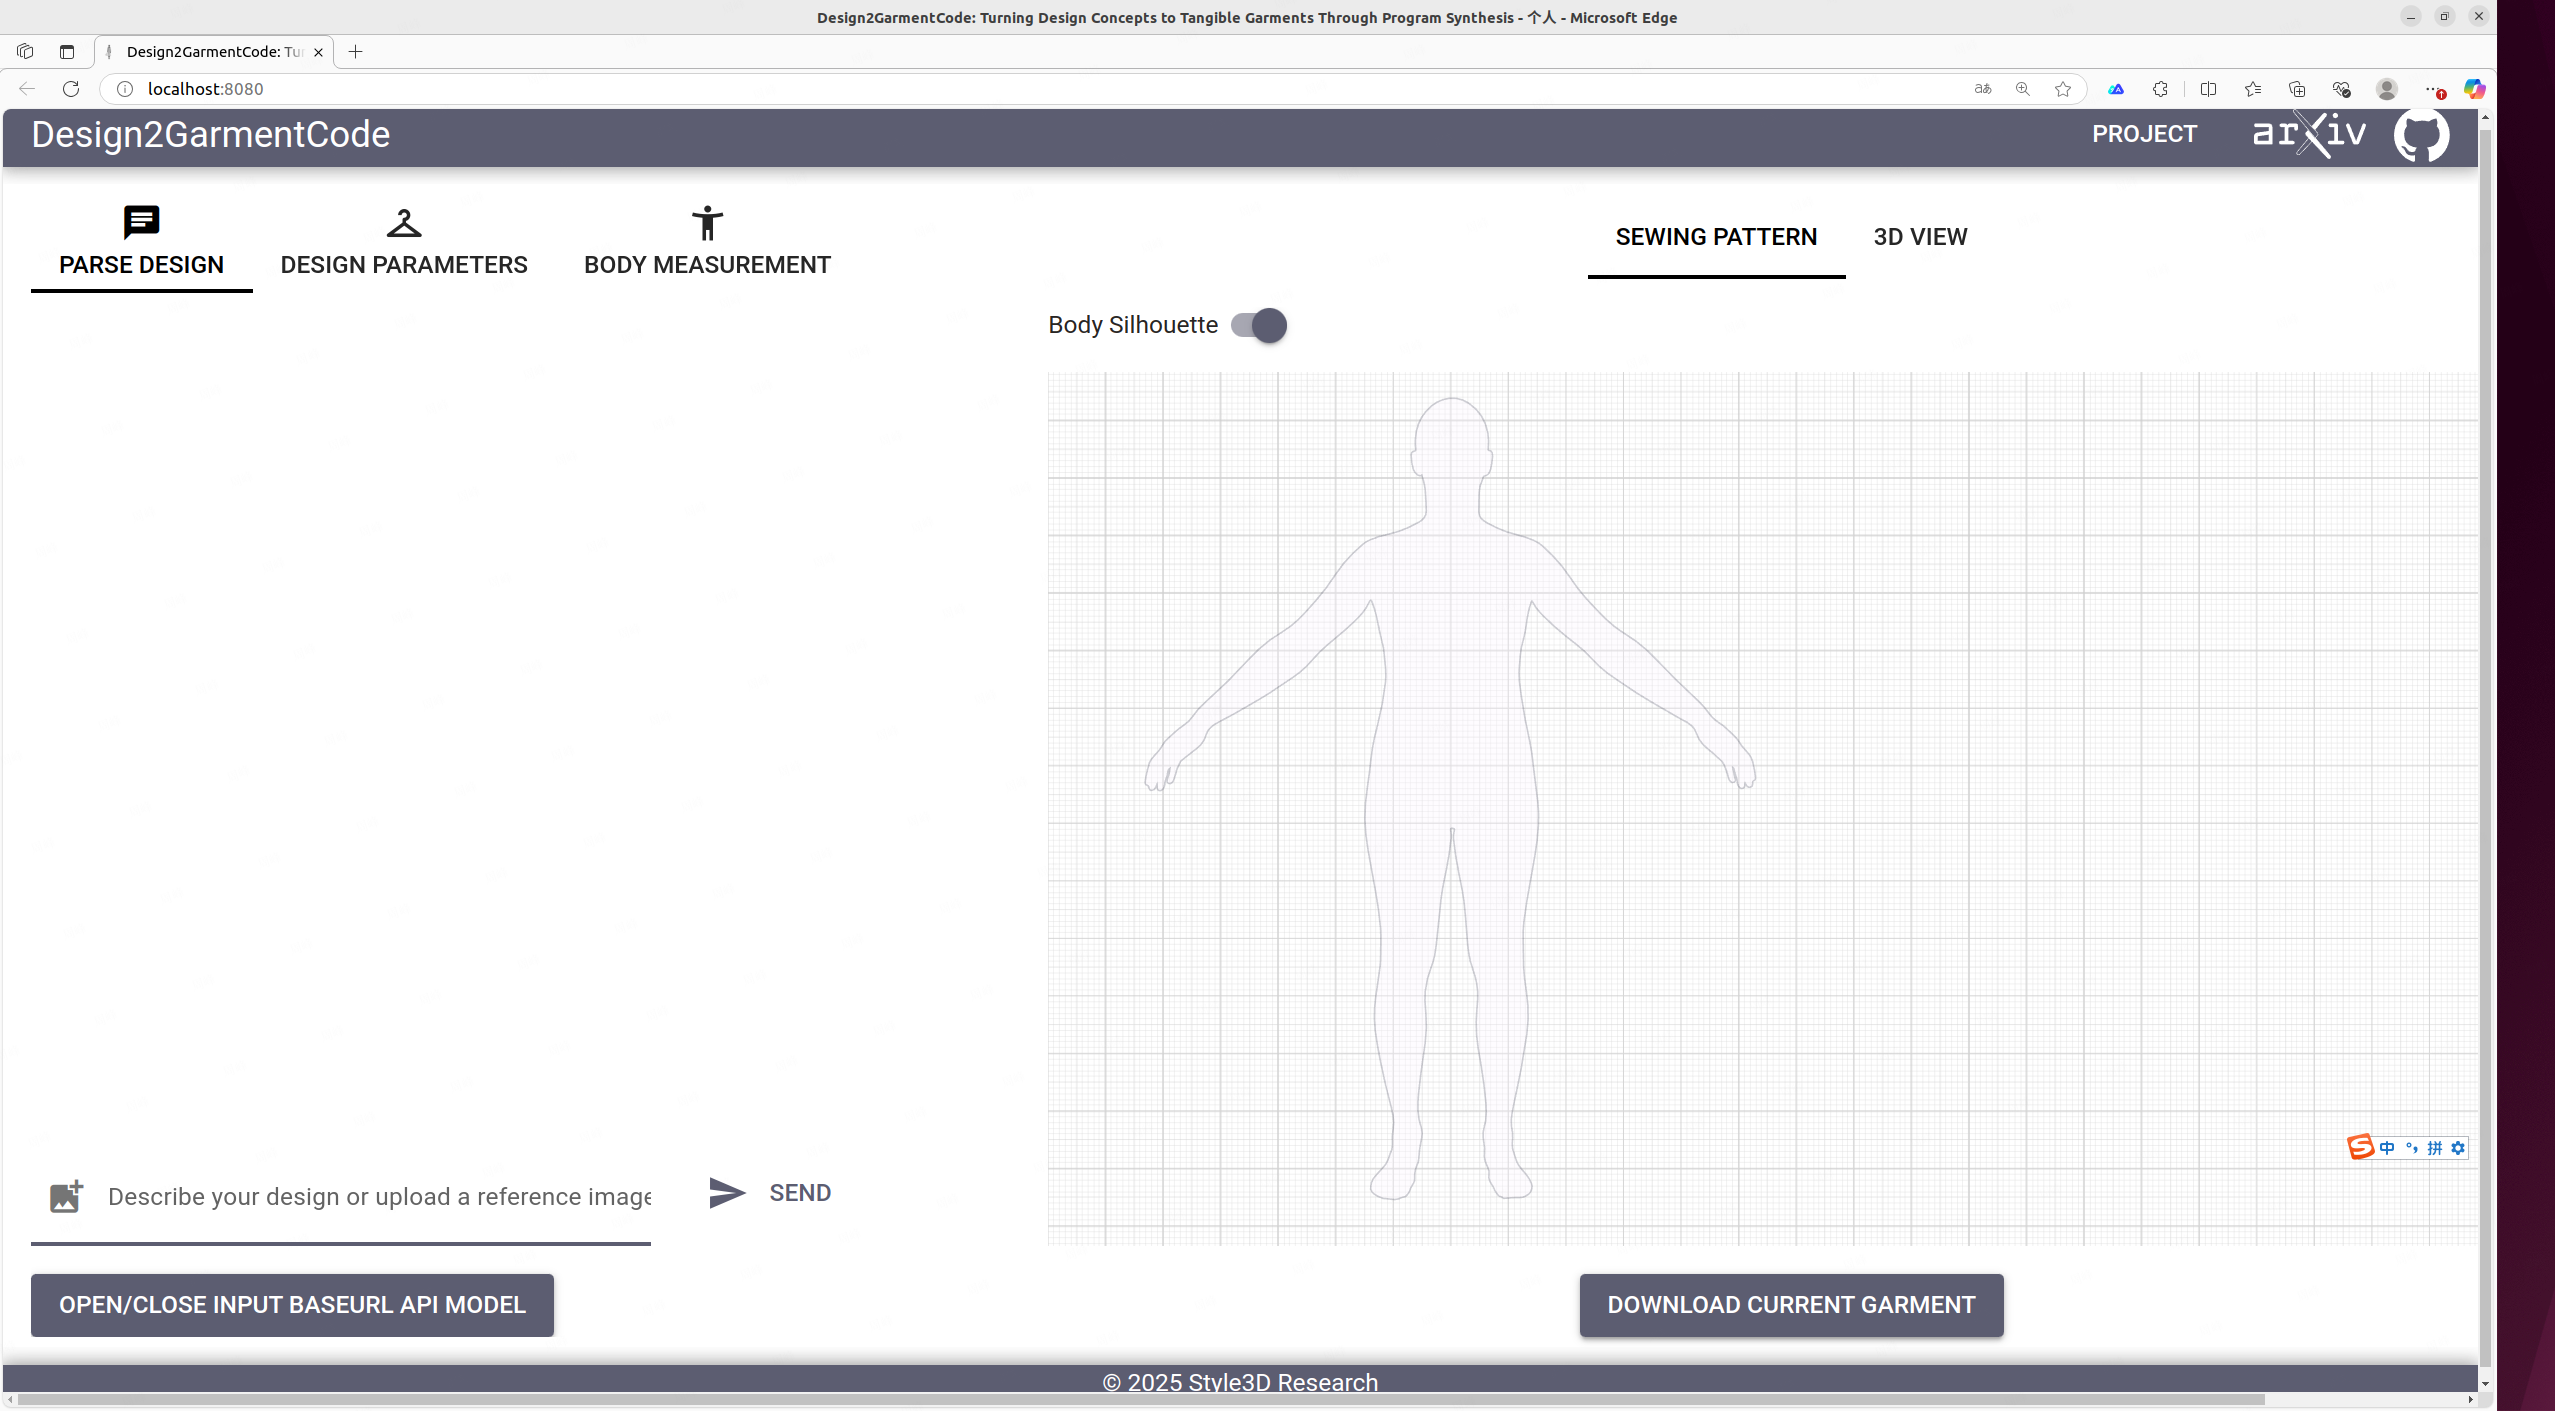 Design2GarmentCode: Turning Design Concepts to Tangible Garments Through Program Synthesis - 个人 - Microsoft Edge
Design2GarmentCode: Tu
localhost:8080
aあ
Design2GarmentCode
PROJECT
arXiv
PARSE DESIGN
DESIGN PARAMETERS
BODY MEASUREMENT
SEWING PATTERN
3D VIEW
Body Silhouette
中 °, 拼
Describe your design or upload a reference image
SEND
OPEN/CLOSE INPUT BASEURL API MODEL
DOWNLOAD CURRENT GARMENT
© 2025 Style3D Research